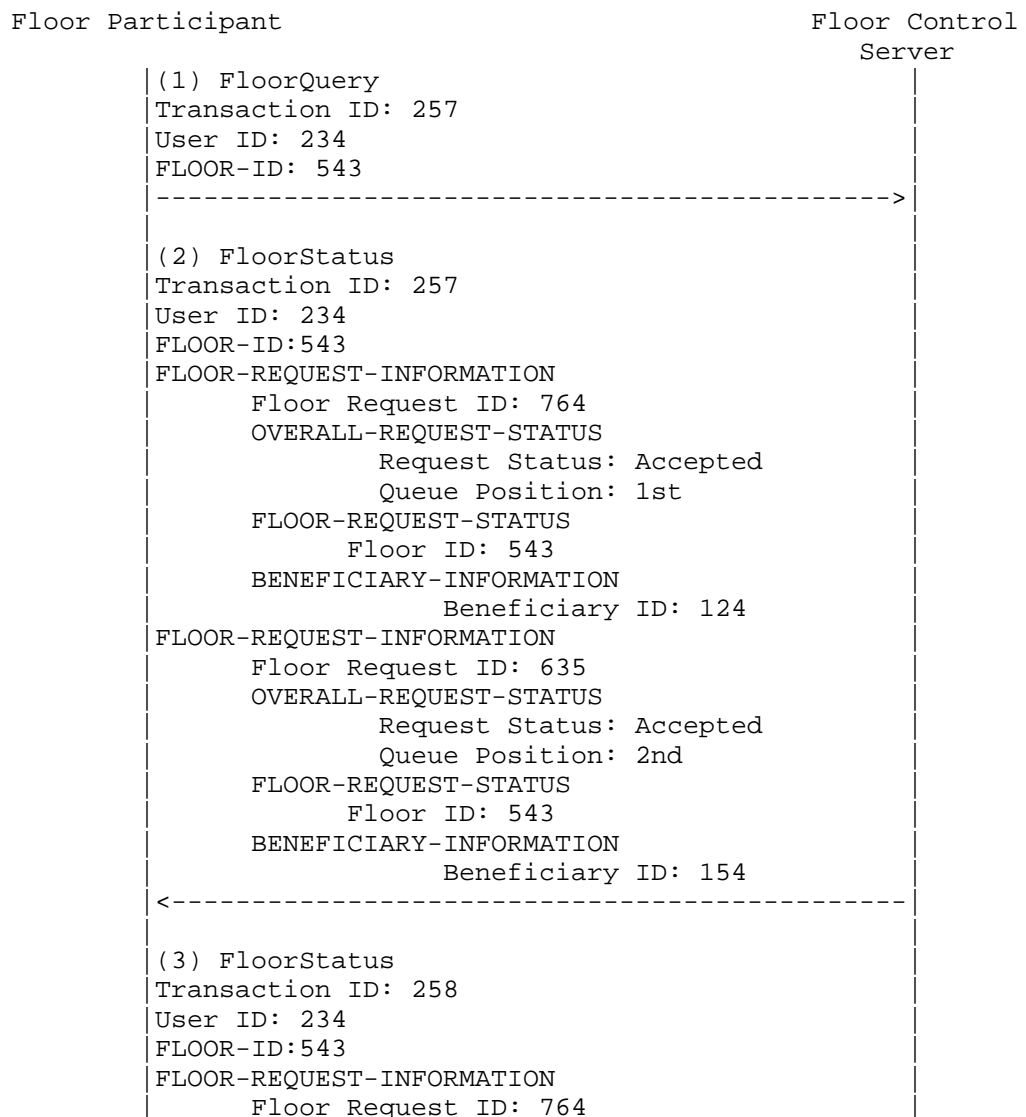 Floor Participant                                 Floor Control
                                                     Server
         |(1) FloorQuery                                |
         |Transaction ID: 257                           |
         |User ID: 234                                  |
         |FLOOR-ID: 543                                 |
         |--------------------------------------------->|
         |                                              |
         |(2) FloorStatus                               |
         |Transaction ID: 257                           |
         |User ID: 234                                  |
         |FLOOR-ID:543                                  |
         |FLOOR-REQUEST-INFORMATION                     |
         |      Floor Request ID: 764                   |
         |      OVERALL-REQUEST-STATUS                  |
         |              Request Status: Accepted        |
         |              Queue Position: 1st             |
         |      FLOOR-REQUEST-STATUS                    |
         |            Floor ID: 543                     |
         |      BENEFICIARY-INFORMATION                 |
         |                  Beneficiary ID: 124         |
         |FLOOR-REQUEST-INFORMATION                     |
         |      Floor Request ID: 635                   |
         |      OVERALL-REQUEST-STATUS                  |
         |              Request Status: Accepted        |
         |              Queue Position: 2nd             |
         |      FLOOR-REQUEST-STATUS                    |
         |            Floor ID: 543                     |
         |      BENEFICIARY-INFORMATION                 |
         |                  Beneficiary ID: 154         |
         |<---------------------------------------------|
         |                                              |
         |(3) FloorStatus                               |
         |Transaction ID: 258                           |
         |User ID: 234                                  |
         |FLOOR-ID:543                                  |
         |FLOOR-REQUEST-INFORMATION                     |
         |      Floor Request ID: 764                   |